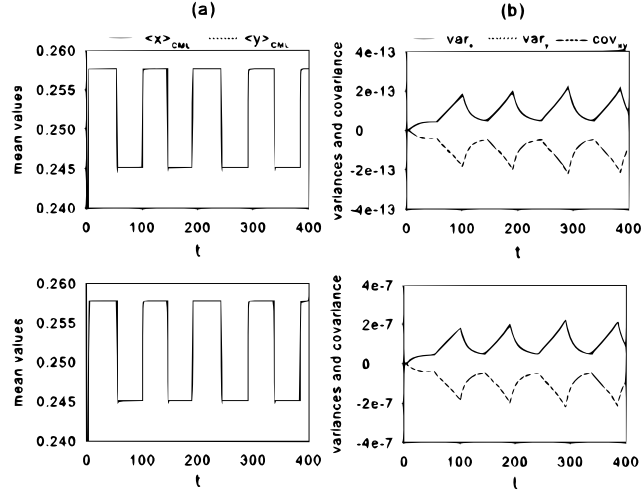 (a) (b)
<x>CML <y>CML
varx vary covxy
mean values
0.260
0.255
0.250
0.245
0.240
0 100 200 300 400
t
variances and covariance
4e-13
2e-13
0
-2e-13
-4e-13
0 100 200 300 400
t
mean values
0.260
0.255
0.250
0.245
0.240
0 100 200 300 400
t
variances and covariance
4e-7
2e-7
0
-2e-7
-4e-7
0 100 200 300 400
t